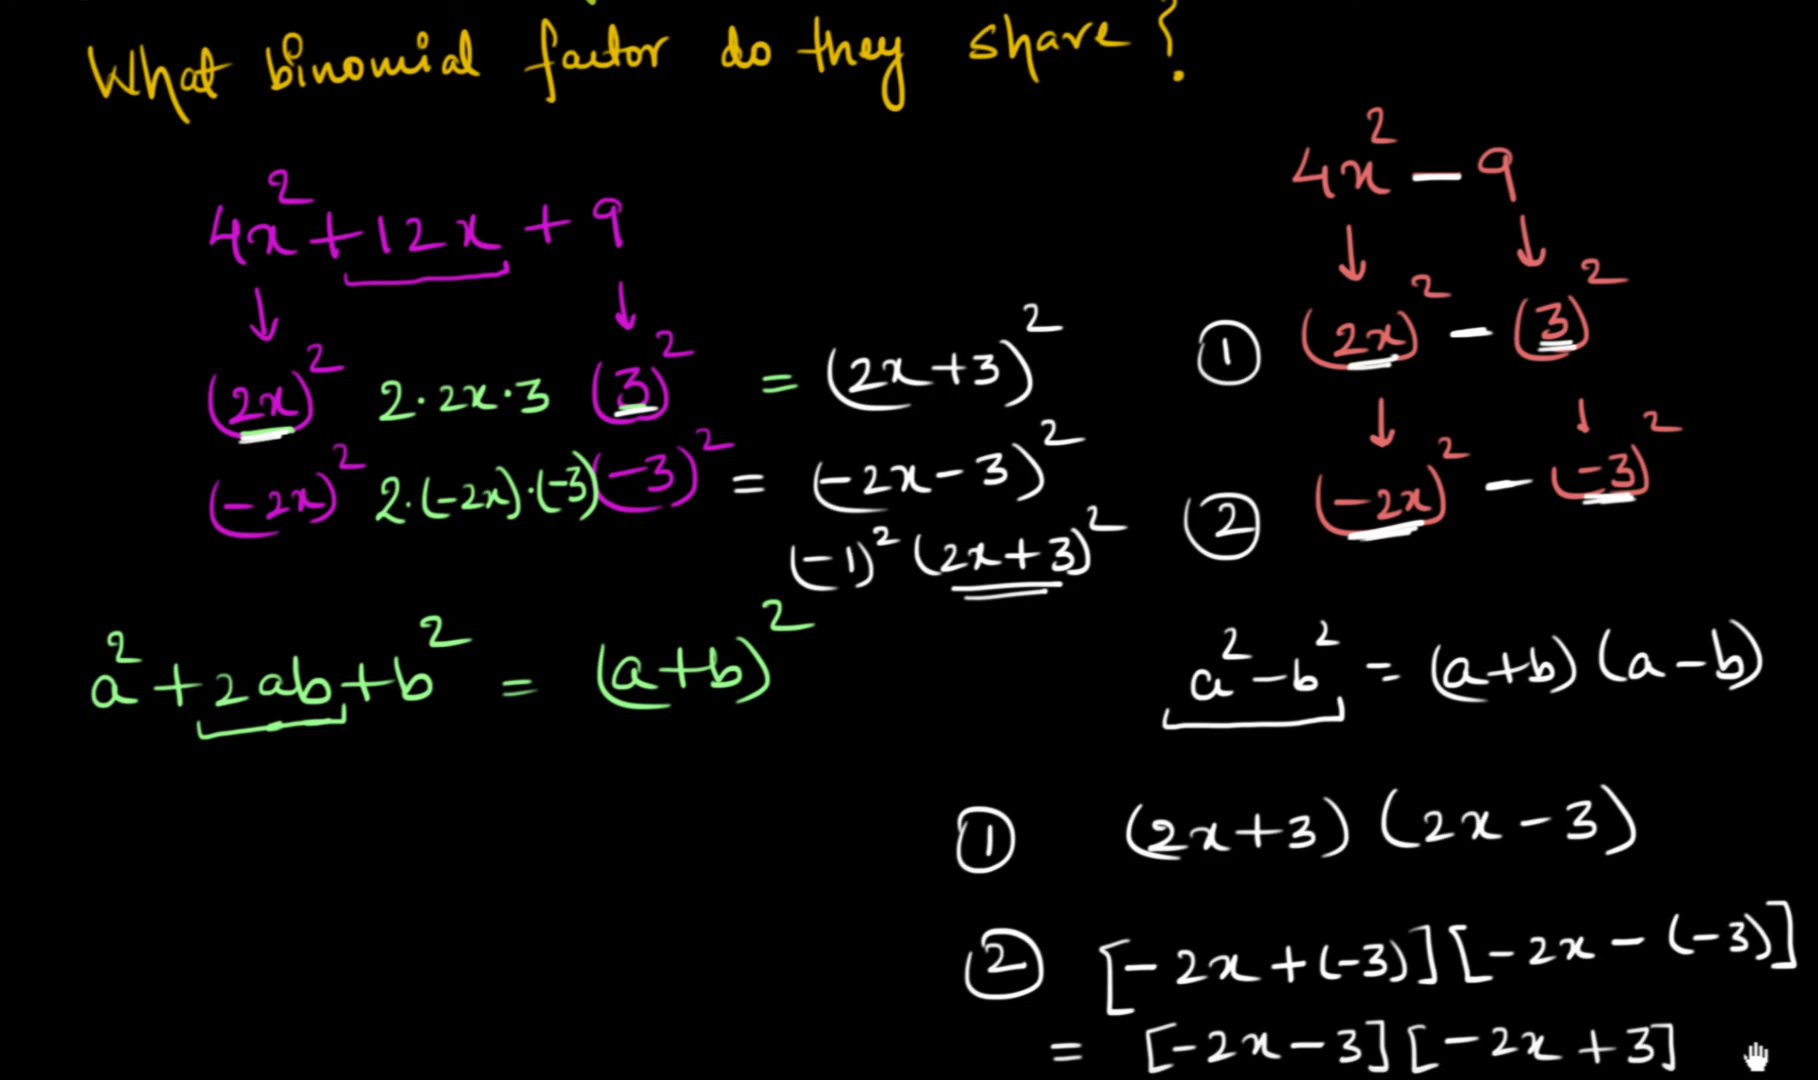 What binomial factor do they share?
4x² + 12x + 9
(2x)² 2·2x·3 (3)² = (2x+3)²
(-2x)² 2·(-2x)·(-3) (-3)² = (-2x-3)²
(-1)² (2x+3)²
a² + 2ab + b² = (a+b)²
4x² - 9
① (2x)² - (3)²
② (-2x)² - (-3)²
a² - b² = (a+b) (a-b)
① (2x+3) (2x-3)
② [-2x+(-3)] [-2x-(-3)]
= [-2x-3] [-2x+3]